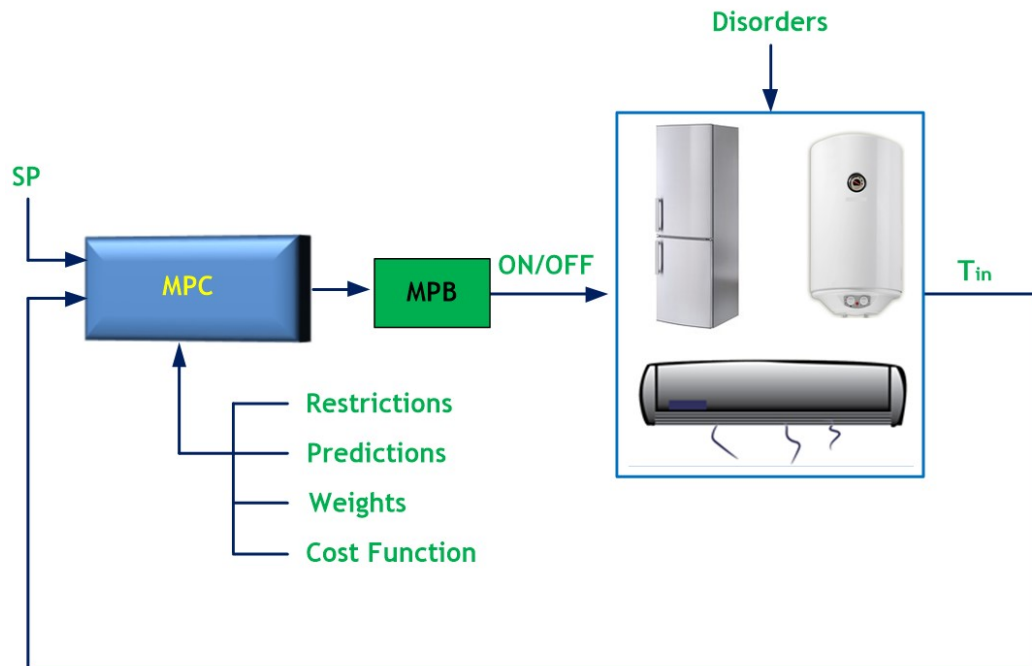 Disorders
SP
MPC
MPB
ON/OFF
Tin
Restrictions
Predictions
Weights
Cost Function